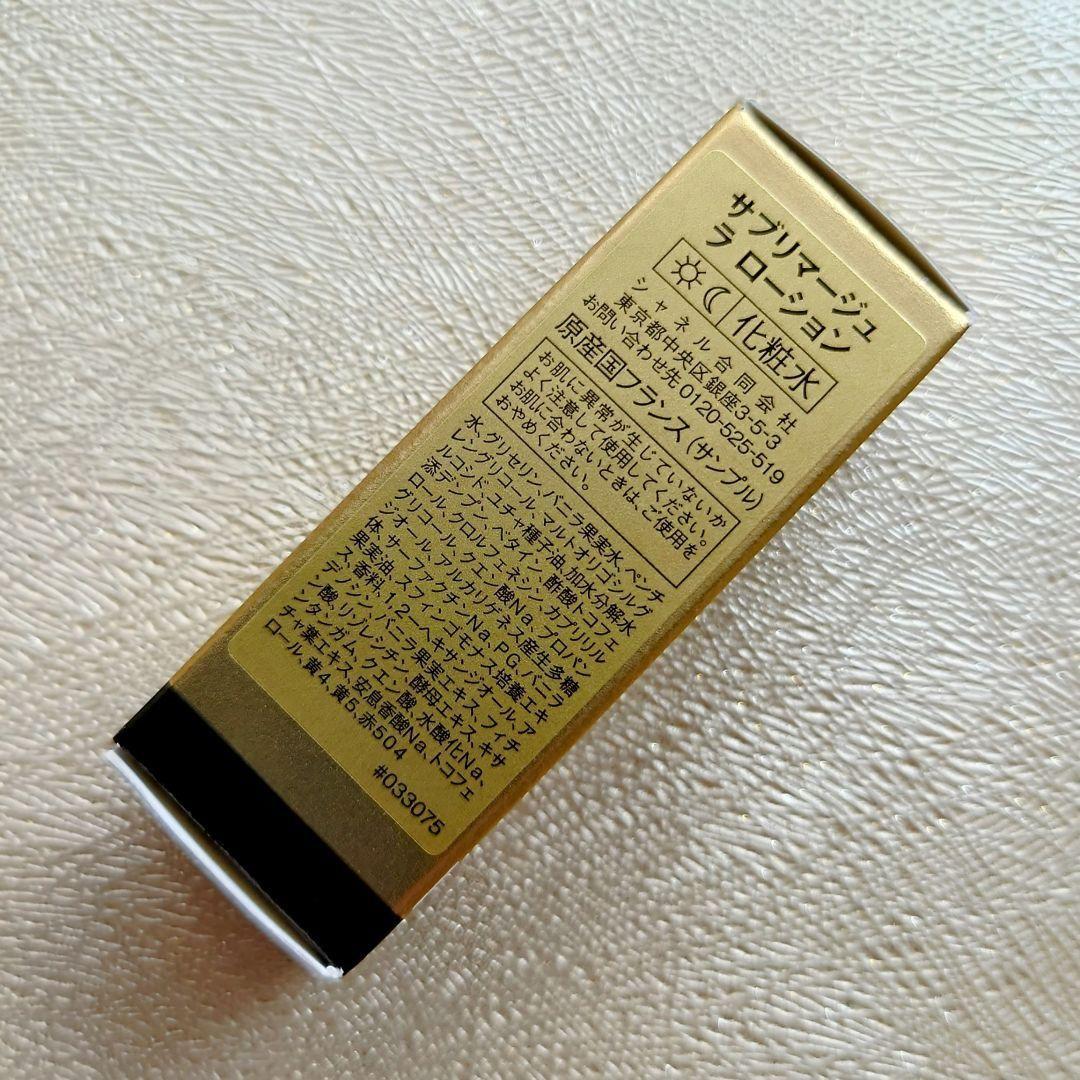 サブリマージュ
ラ ローション
化粧水
シャネル合同会社
東京都中央区銀座3-5-3
お問い合わせ先 0120-525-519
原産国フランス (サンプル)
お肌に異常が生じていないか
よく注意して使用してください。
お肌に合わないときは、ご使用を
おやめください。
水、グリセリン、バニラ果実水、ペンチ
レングリコール、マルトオリゴシルグ
ルコシド、ユチャ種子油、加水分解水
添デンプン、ベタイン、酢酸トコフェ
ロール、クロルフェネシン、カプリリル
グリコール、クエン酸Na、プロパン
ジオール、アルカリゲネス産生多糖
体、サーファクチンNa、PG、バニラ
果実油、スフィンゴモナス培養エキ
ス、香料、1,2-ヘキサンジオール、ア
デノシン、バニラ果実エキス、フィチ
ン酸、リゾレシチン、酵母エキス、キサ
ンタンガム、クエン酸、水酸化Na、
チャ葉エキス、安息香酸Na、トコフェ
ロール、黄4、黄5、赤504
#033075